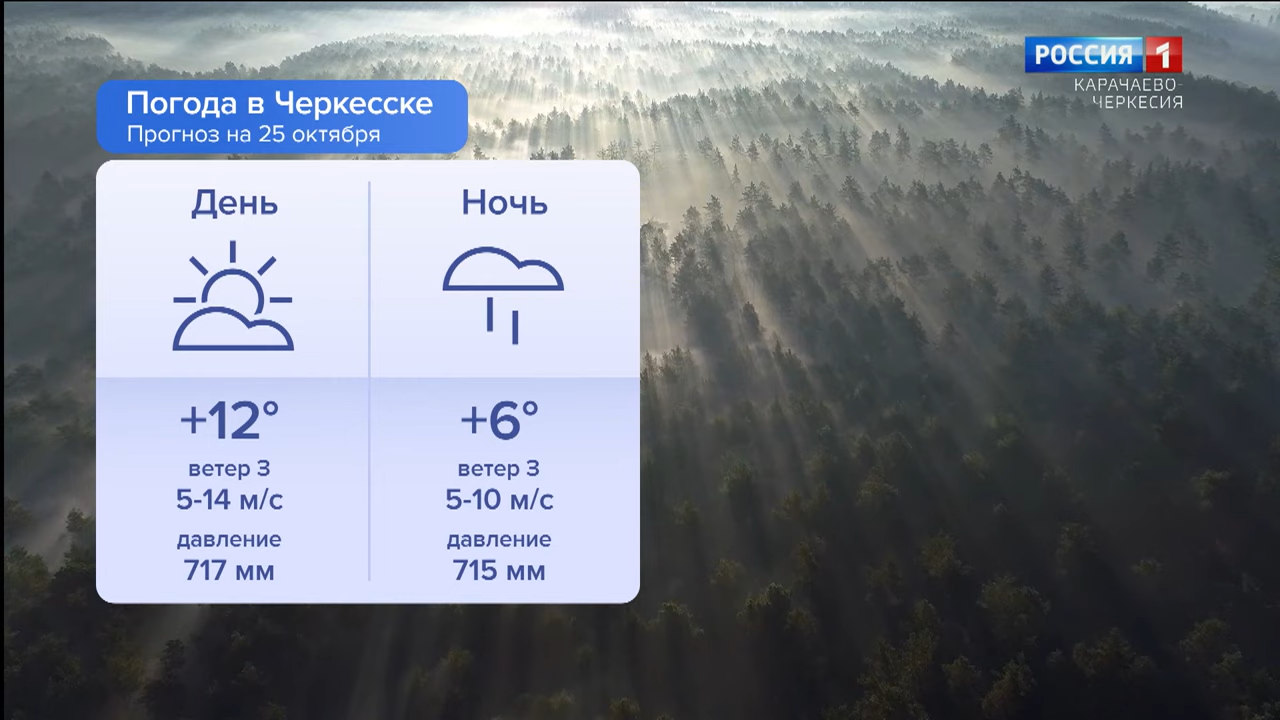 РОССИЯ 1
КАРАЧАЕВО-
ЧЕРКЕСИЯ
Погода в Черкесске
Прогноз на 25 октября
День
Ночь
+12°
+6°
ветер З
ветер З
5-14 м/с
5-10 м/с
давление
давление
717 мм
715 мм